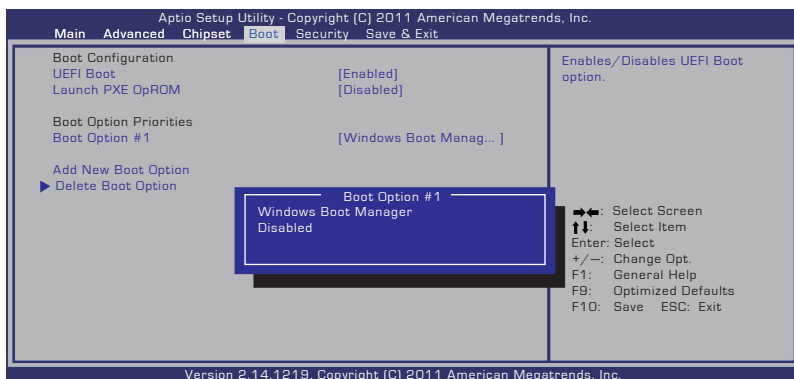 Aptio Setup Utility - Copyright (C) 2011 American Megatrends, Inc.
Main Advanced Chipset Boot Security Save & Exit
Boot Configuration
UEFI Boot [Enabled]
Launch PXE OpROM [Disabled]
Boot Option Priorities
Boot Option #1 [Windows Boot Manag... ]
Add New Boot Option
Delete Boot Option
Boot Option #1
Windows Boot Manager
Disabled
Enables/Disables UEFI Boot
option.
→←: Select Screen
↑↓: Select Item
Enter: Select
+/—: Change Opt.
F1: General Help
F9: Optimized Defaults
F10: Save ESC: Exit
Version 2.14.1219. Copyright (C) 2011 American Megatrends, Inc.